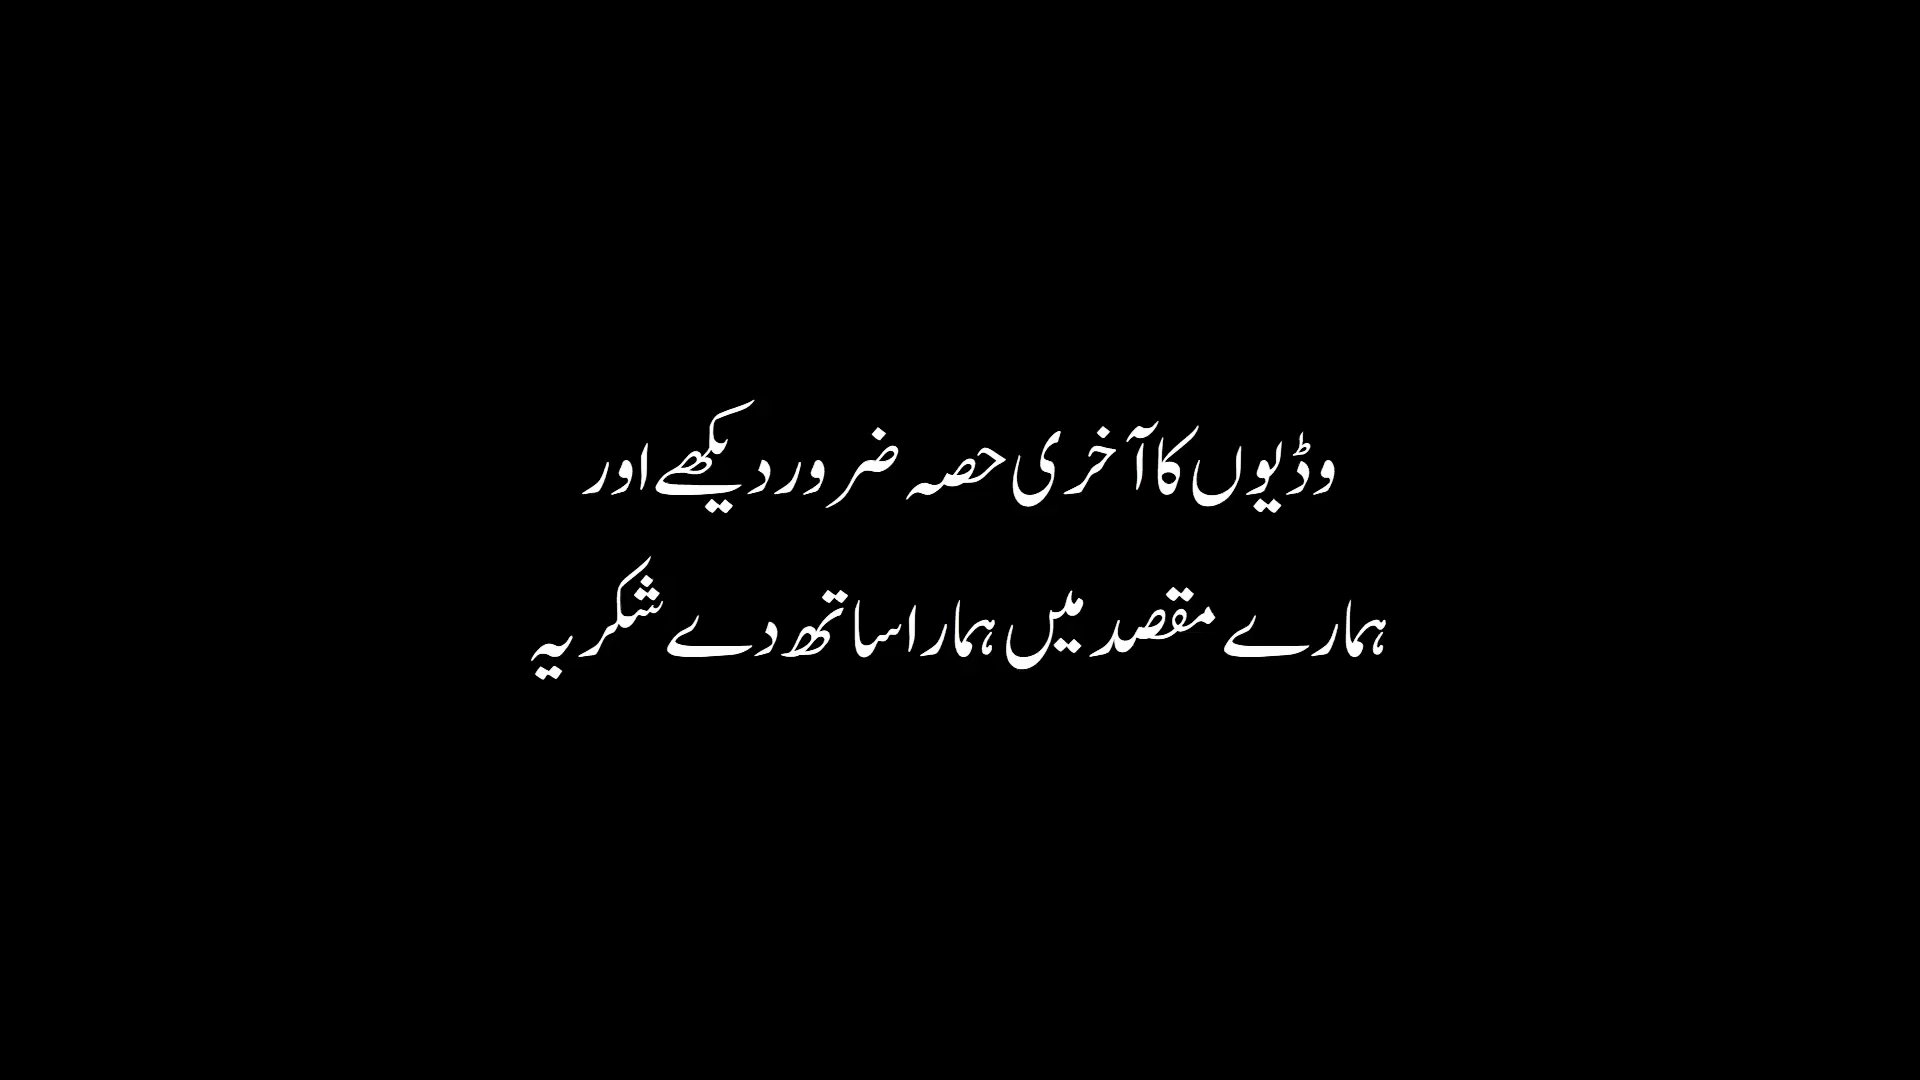 وڈیوں کا آخری حصہ ضرور دیکھے اور
ہمارے مقصد میں ہمارا ساتھ دے شکریہ